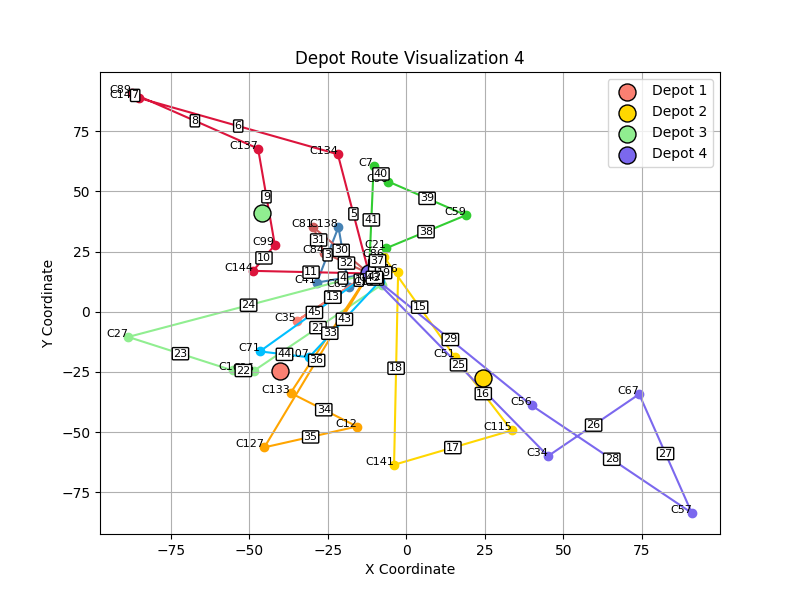 Depot Route Visualization 4
Depot 1
Depot 2
Depot 3
Depot 4
Y Coordinate
X Coordinate
75
50
25
0
−25
−50
−75
−75
−50
−25
0
25
50
75
C89
7
8
6
C137
C134
C7
40
9
39
5
41
C59
C81
C138
38
C99
31
C21
30
C84
C86
10
32
37
C144
11
C41
4
13
24
45
15
C35
43
C27
33
29
C71
44
23
36
C51
25
18
22
16
C133
C67
34
C56
26
C12
C115
35
C127
17
C34
27
C141
28
C57